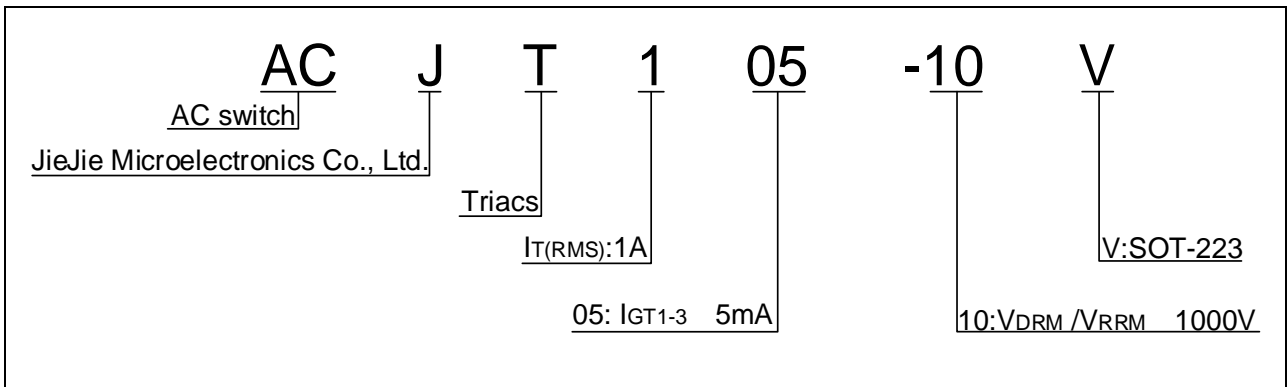 AC J T 1 05 -10 V
AC switch
JieJie Microelectronics Co., Ltd.
Triacs
IT(RMS):1A
V:SOT-223
05: IGT1-3 5mA
10:VDRM /VRRM 1000V